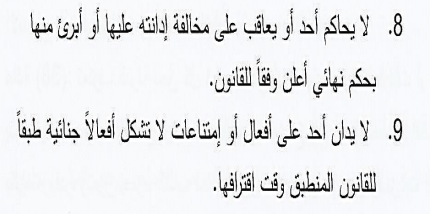 8. لا يحاكم أحد أو يعاقب على مخالفة إدانته عليها أو أبرئ منها
بحكم نهائي أعلن وفقاً للقانون.
9. لا يدان أحد على أفعال أو إمتناعات لا تشكل أفعالاً جنائية طبقاً
للقانون المنطبق وقت اقترافها.